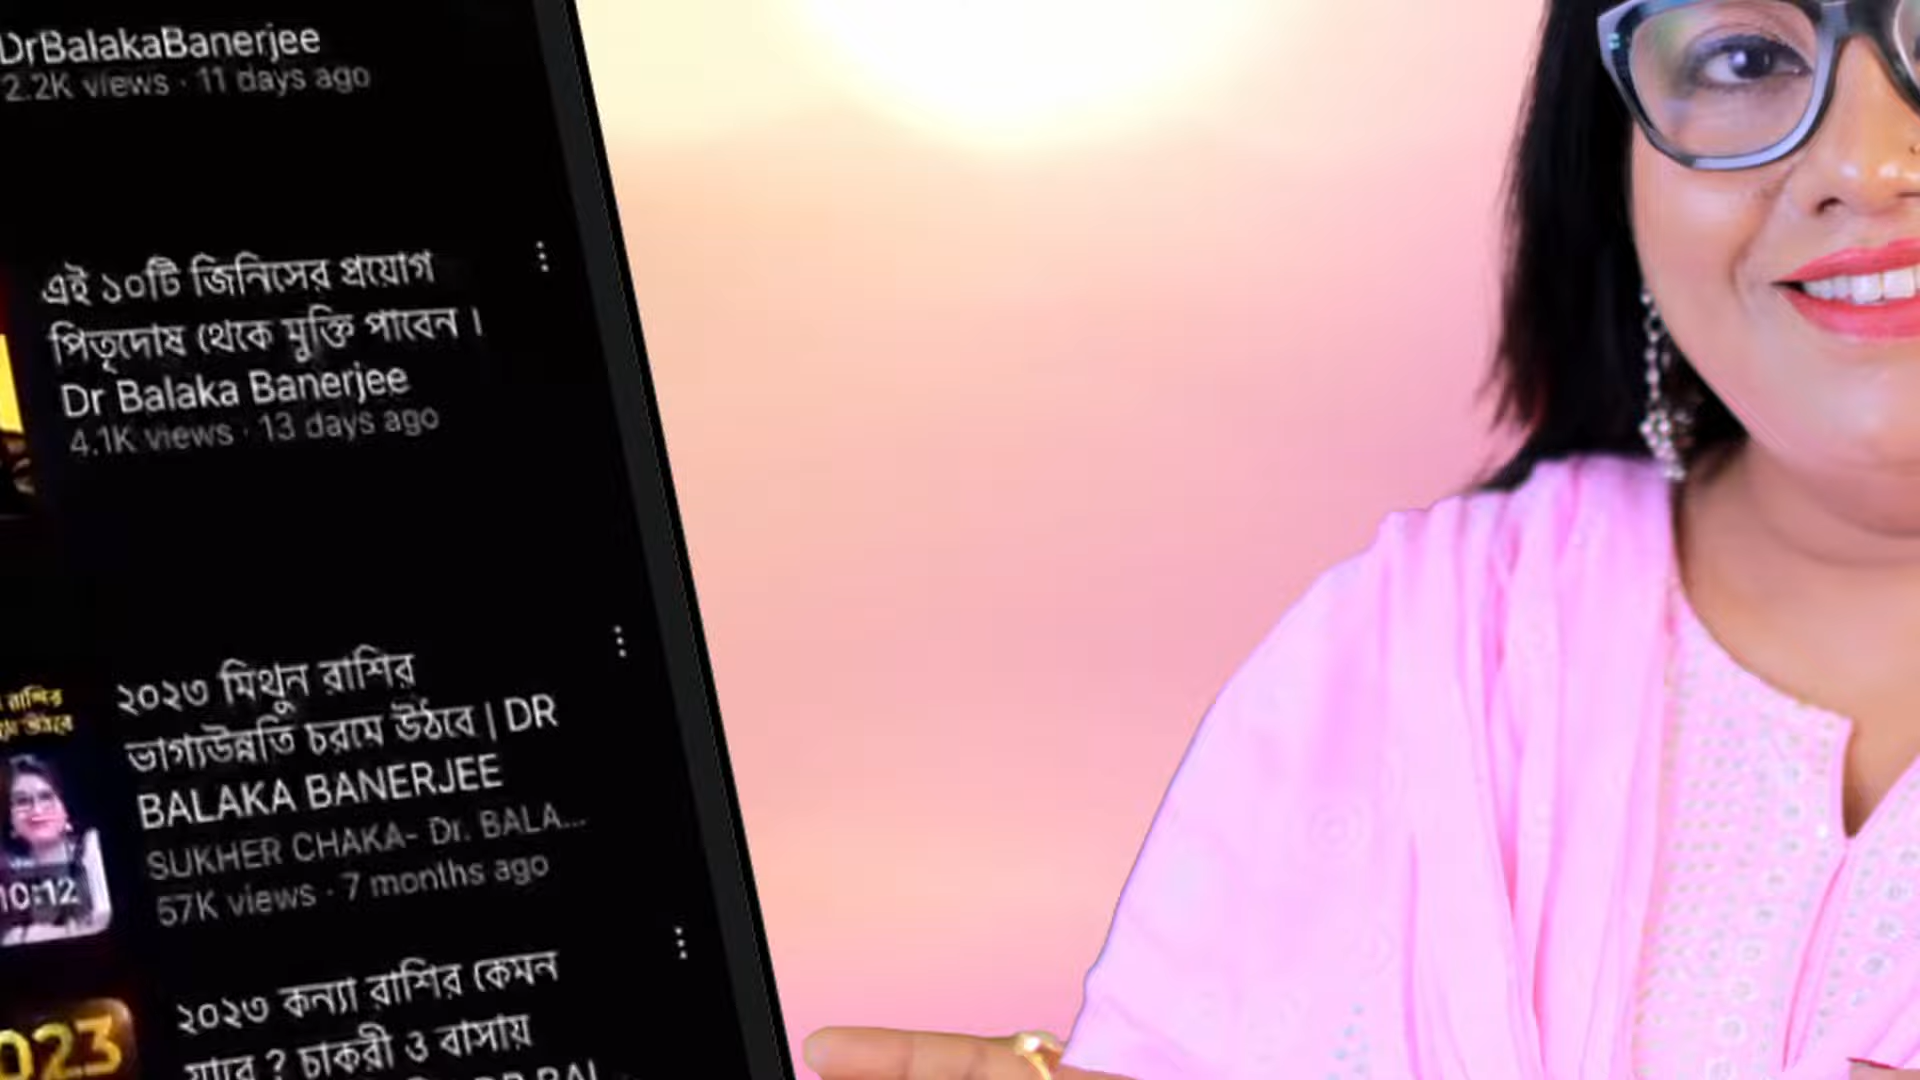 DrBalakaBanerjee
2.2K views · 11 days ago
এই ১০টি জিনিসের প্রয়োগ
পিতৃদোষ থেকে মুক্তি পাবেন ।
Dr Balaka Banerjee
4.1K views · 13 days ago
রাশির
২০২৩ মিথুন রাশির
ভাগ্যউন্নতি চরমে উঠবে | DR
BALAKA BANERJEE
SUKHER CHAKA- Dr. BALA...
57K views · 7 months ago
10:12
২০২৩ কন্যা রাশির কেমন
যাবে ? চাকরী ও বাসায়
023